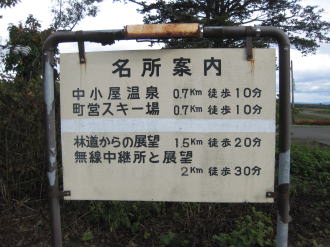 名所案内
中小屋温泉 0.7Km 徒歩10分
町営スキー場 0.7Km 徒歩10分
林道からの展望 1.5Km 徒歩20分
無線中継所と展望
2Km 徒歩30分